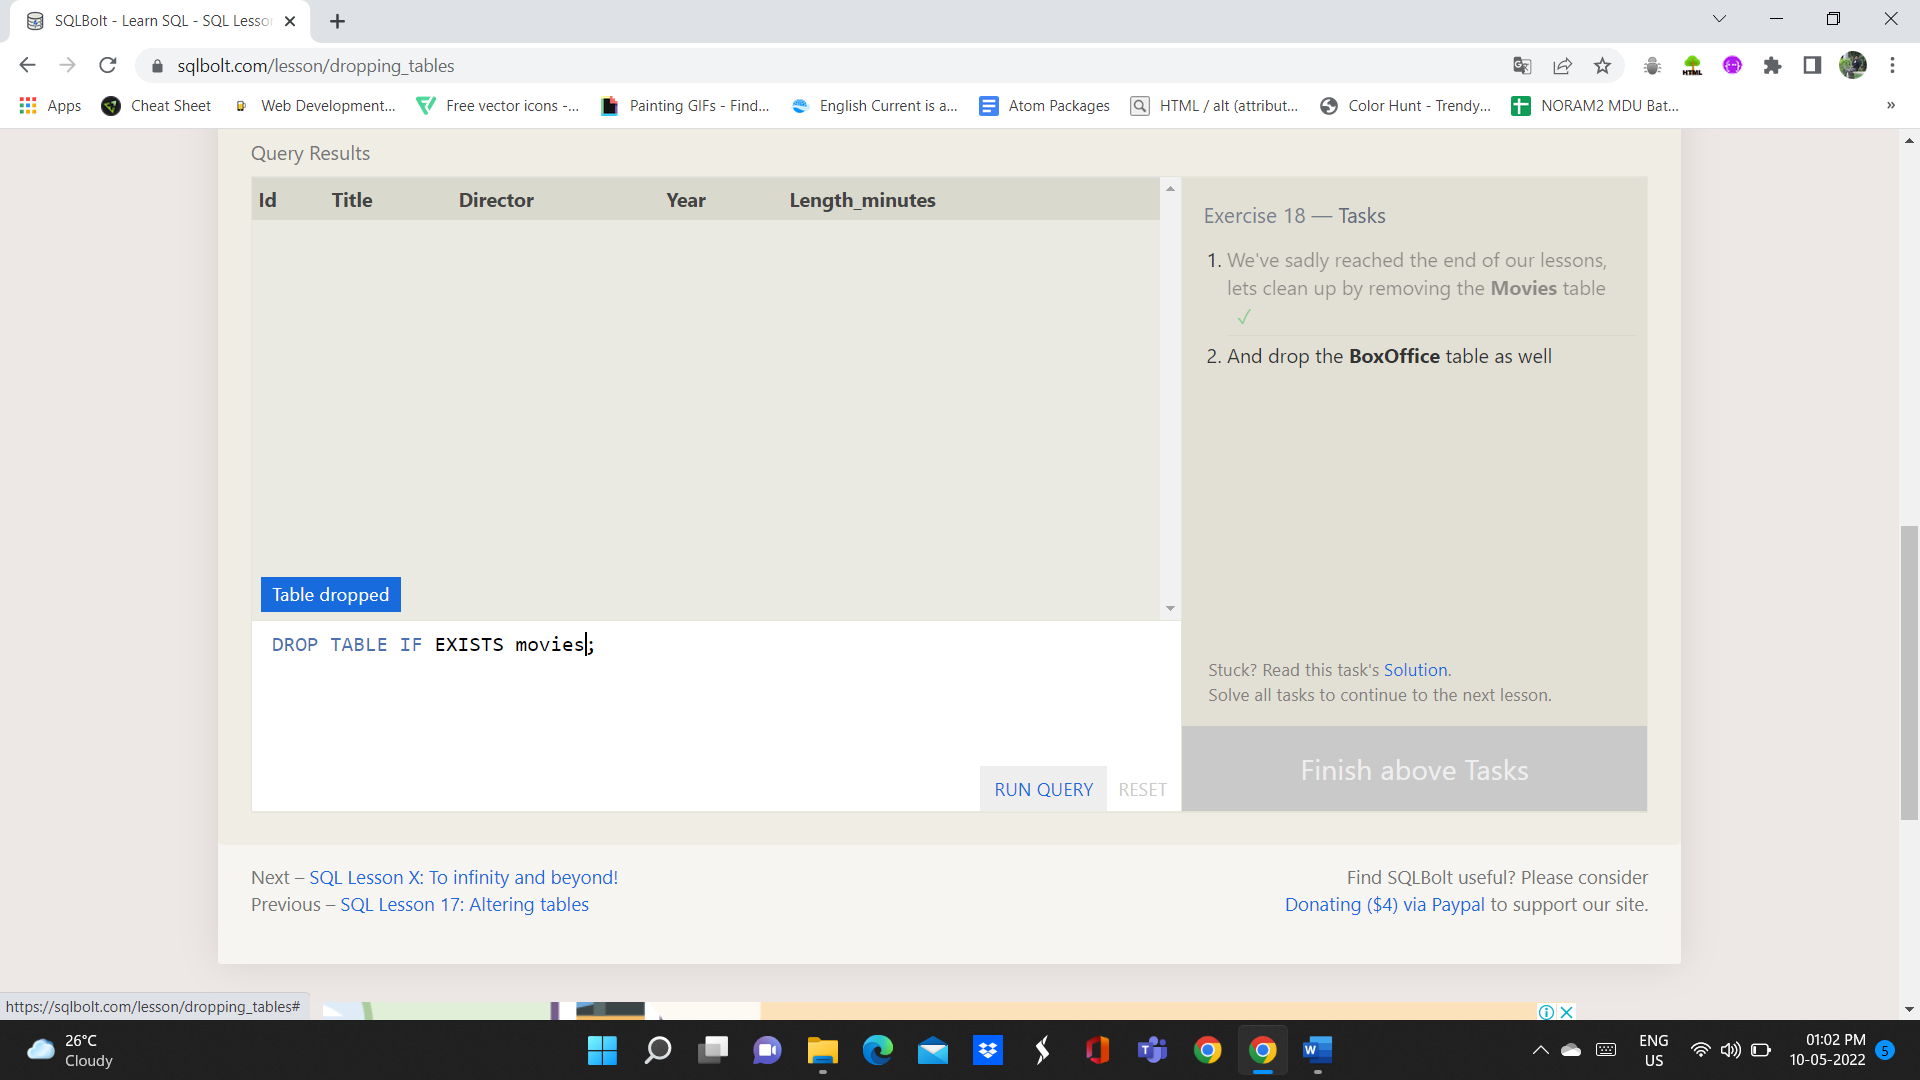 SQLBolt - Learn SQL - SQL Lesson
sqlbolt.com/lesson/dropping_tables
Apps
Cheat Sheet
Web Development...
Free vector icons -...
Painting GIFs - Find...
English Current is a...
Atom Packages
HTML / alt (attribut...
Color Hunt - Trendy...
NORAM2 MDU Bat...
»
Query Results
Id Title Director Year Length_minutes
Table dropped
DROP TABLE IF EXISTS movies;
RUN QUERY RESET
Exercise 18 — Tasks
1. We've sadly reached the end of our lessons,
lets clean up by removing the Movies table
✓
2. And drop the BoxOffice table as well
Stuck? Read this task's Solution.
Solve all tasks to continue to the next lesson.
Finish above Tasks
Next – SQL Lesson X: To infinity and beyond!
Previous – SQL Lesson 17: Altering tables
Find SQLBolt useful? Please consider
Donating ($4) via Paypal to support our site.
https://sqlbolt.com/lesson/dropping_tables#
26°C
Cloudy
ENG
US
01:02 PM
10-05-2022
5